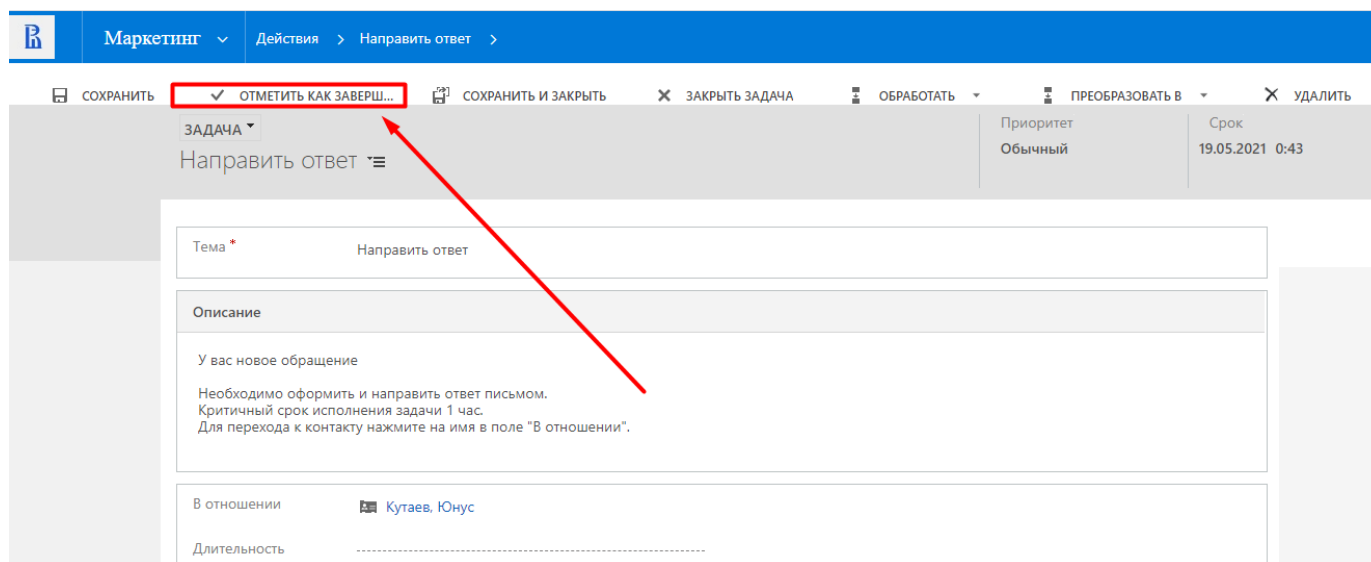 Маркетинг Действия > Направить ответ >
СОХРАНИТЬ ОТМЕТИТЬ КАК ЗАВЕРШ... СОХРАНИТЬ И ЗАКРЫТЬ ЗАКРЫТЬ ЗАДАЧА ОБРАБОТАТЬ ПРЕОБРАЗОВАТЬ В УДАЛИТЬ
ЗАДАЧА
Направить ответ
Приоритет
Обычный
Срок
19.05.2021 0:43
Тема * Направить ответ
Описание
У вас новое обращение
Необходимо оформить и направить ответ письмом.
Критичный срок исполнения задачи 1 час.
Для перехода к контакту нажмите на имя в поле "В отношении".
В отношении Кутаев, Юнус
Длительность